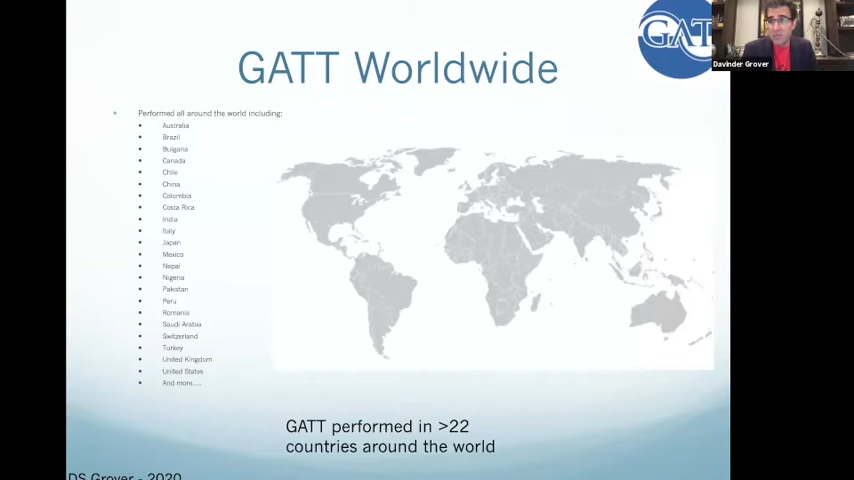 GATT Worldwide
GAT
Davinder Grover
Performed all around the world including:
Australia
Brazil
Bulgaria
Canada
Chile
China
Colombia
Costa Rica
India
Italy
Japan
Mexico
Nepal
Nigeria
Pakistan
Peru
Romania
Saudi Arabia
Switzerland
Turkey
United Kingdom
United States
And more....
GATT performed in >22
countries around the world
DS Grover - 2020